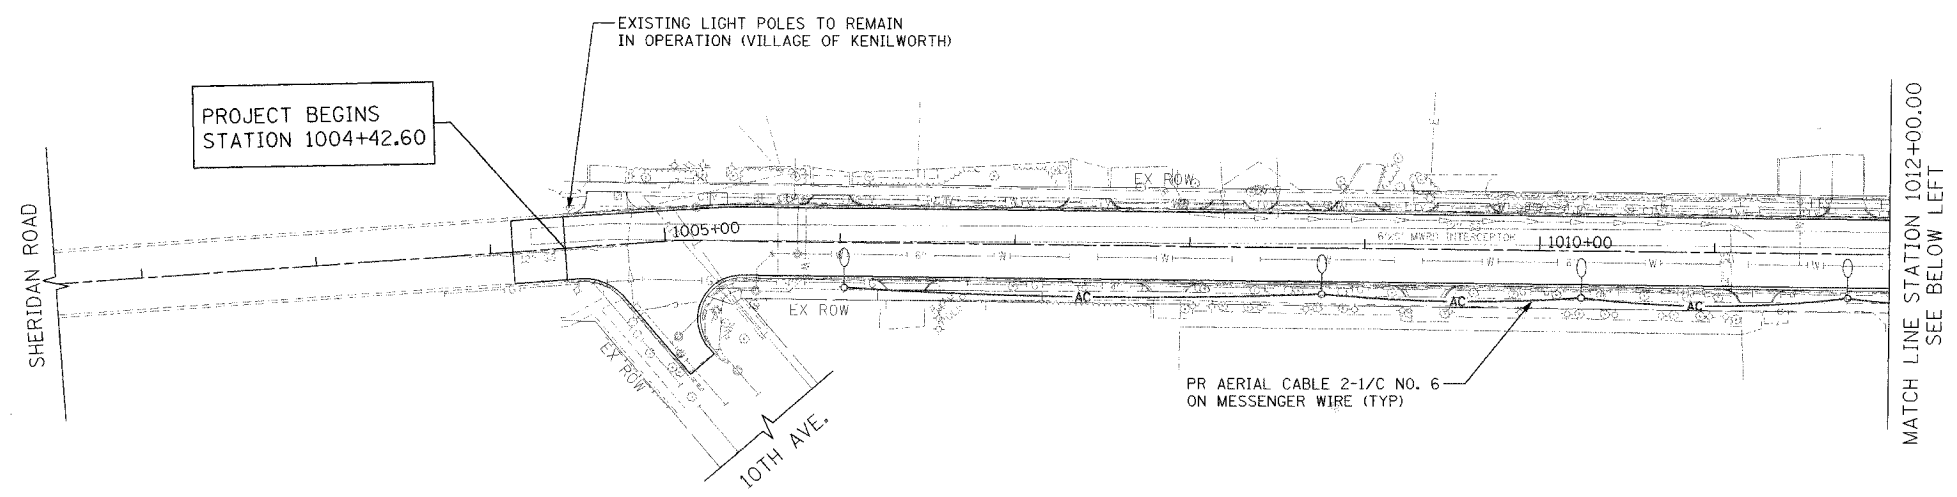 EXISTING LIGHT POLES TO REMAIN
IN OPERATION (VILLAGE OF KENILWORTH)
PROJECT BEGINS
STATION 1004+42.60
SHERIDAN ROAD
EX ROW
1005+00
MWRD INTERCEPTOR
1010+00
W
W
W
W
W
W
W
EX ROW
AC
AC
AC
EX ROW
PR AERIAL CABLE 2-1/C NO. 6
ON MESSENGER WIRE (TYP)
10TH AVE.
MATCH LINE STATION 1012+00.00
SEE BELOW LEFT